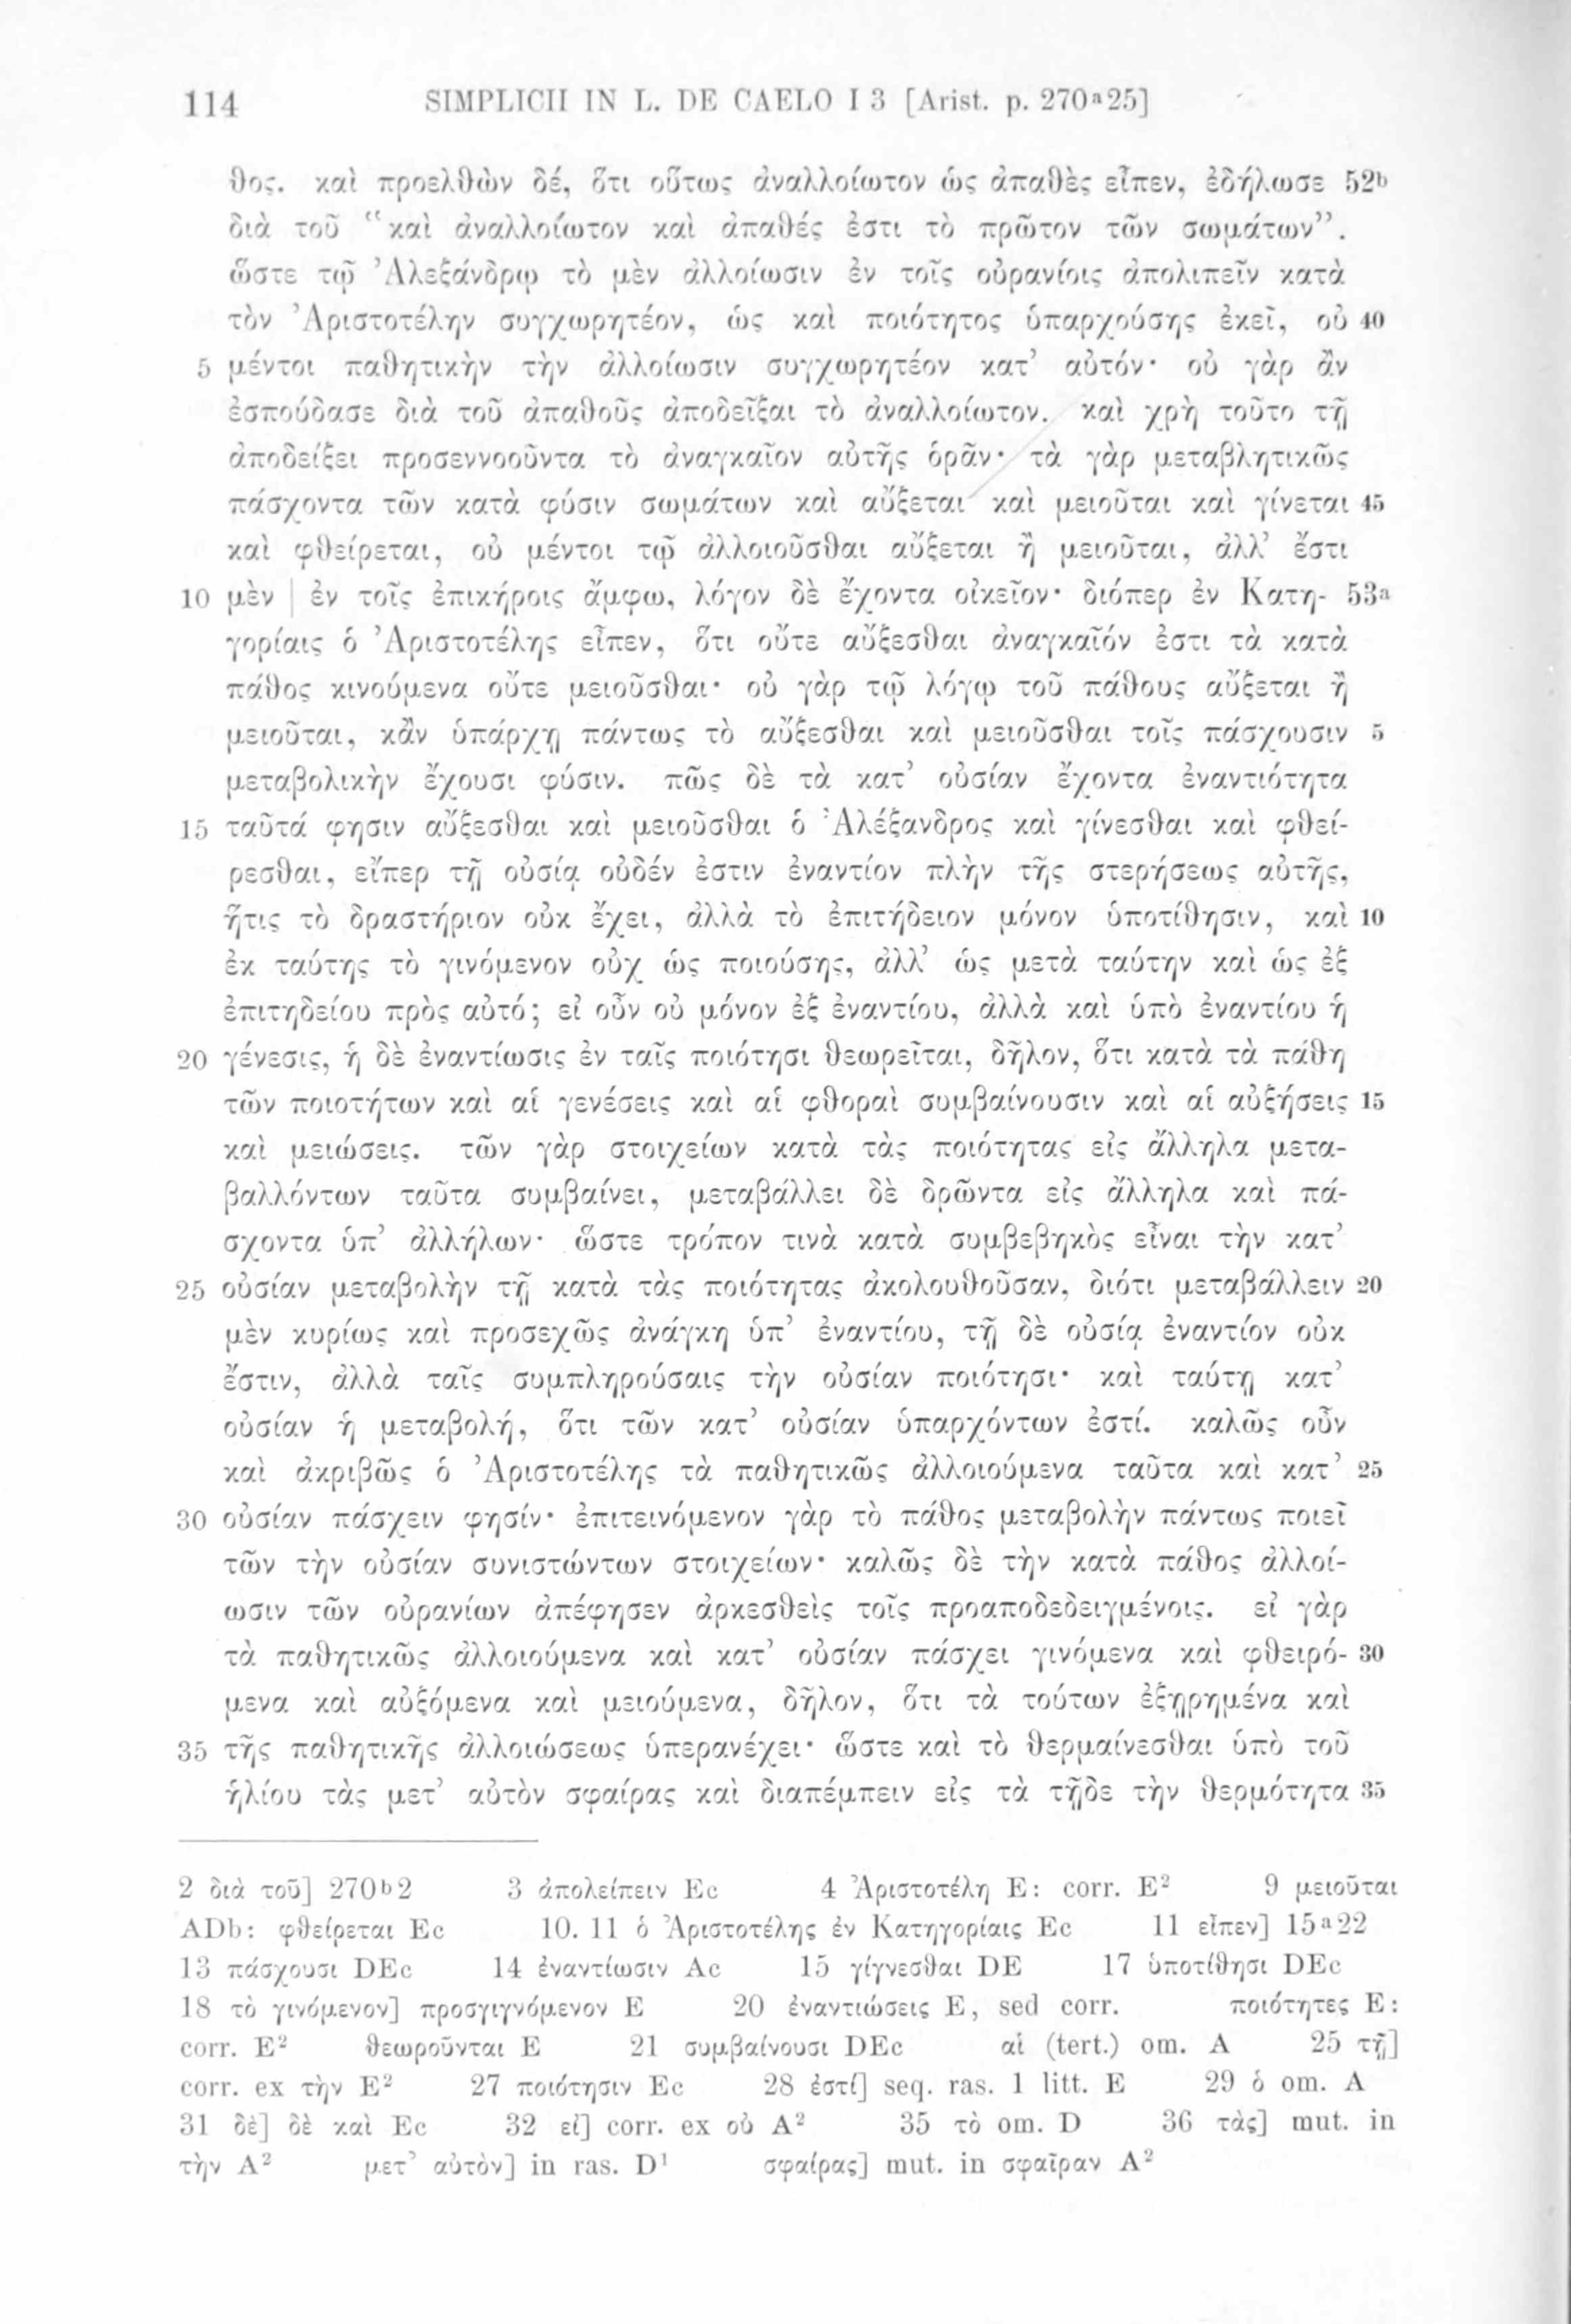 114 SIMPLICII IN L. DE CAELO I 3 [Arist. p. 270ᵃ25]
θος. καὶ προελθὼν δέ, ὅτι οὕτως ἀναλλοίωτον ὡς ἀπαθὲς εἶπεν, ἐδήλωσε 52ᵇ
διὰ τοῦ “καὶ ἀναλλοίωτον καὶ ἀπαθές ἐστι τὸ πρῶτον τῶν σωμάτων”.
ὥστε τῷ Ἀλεξάνδρῳ τὸ μὲν ἀλλοίωσιν ἐν τοῖς οὐρανίοις ἀπολιπεῖν κατὰ
τὸν Ἀριστοτέλην συγχωρητέον, ὡς καὶ ποιότητος ὑπαρχούσης ἐκεῖ, οὐ 40
5 μέντοι παθητικὴν τὴν ἀλλοίωσιν συγχωρητέον κατ’ αὐτόν· οὐ γὰρ ἂν
ἐσπούδασε διὰ τοῦ ἀπαθοῦς ἀποδεῖξαι τὸ ἀναλλοίωτον. καὶ χρὴ τοῦτο τῇ
ἀποδείξει προσεννοοῦντα τὸ ἀναγκαῖον αὐτῆς ὁρᾶν· τὰ γὰρ μεταβλητικῶς
πάσχοντα τῶν κατὰ φύσιν σωμάτων καὶ αὔξεται καὶ μειοῦται καὶ γίνεται 45
καὶ φθείρεται, οὐ μέντοι τῷ ἀλλοιοῦσθαι αὔξεται ἢ μειοῦται, ἀλλ’ ἔστι
10 μὲν | ἐν τοῖς ἐπικήροις ἄμφω, λόγον δὲ ἔχοντα οἰκεῖον· διόπερ ἐν Κατη- 53ᵃ
γορίαις ὁ Ἀριστοτέλης εἶπεν, ὅτι οὔτε αὔξεσθαι ἀναγκαῖόν ἐστι τὰ κατὰ
πάθος κινούμενα οὔτε μειοῦσθαι· οὐ γὰρ τῷ λόγῳ τοῦ πάθους αὔξεται ἢ
μειοῦται, κἂν ὑπάρχῃ πάντως τὸ αὔξεσθαι καὶ μειοῦσθαι τοῖς πάσχουσιν 5
μεταβολικὴν ἔχουσι φύσιν. πῶς δὲ τὰ κατ’ οὐσίαν ἔχοντα ἐναντιότητα
15 ταῦτά φησιν αὔξεσθαι καὶ μειοῦσθαι ὁ Ἀλέξανδρος καὶ γίνεσθαι καὶ φθεί-
ρεσθαι, εἴπερ τῇ οὐσίᾳ οὐδέν ἐστιν ἐναντίον πλὴν τῆς στερήσεως αὐτῆς,
ἥτις τὸ δραστήριον οὐκ ἔχει, ἀλλὰ τὸ ἐπιτήδειον μόνον ὑποτίθησιν, καὶ 10
ἐκ ταύτης τὸ γινόμενον οὐχ ὡς ποιούσης, ἀλλ’ ὡς μετὰ ταύτην καὶ ὡς ἐξ
ἐπιτηδείου πρὸς αὐτό; εἰ οὖν οὐ μόνον ἐξ ἐναντίου, ἀλλὰ καὶ ὑπὸ ἐναντίου ἡ
20 γένεσις, ἡ δὲ ἐναντίωσις ἐν ταῖς ποιότησι θεωρεῖται, δῆλον, ὅτι κατὰ τὰ πάθη
τῶν ποιοτήτων καὶ αἱ γενέσεις καὶ αἱ φθοραὶ συμβαίνουσιν καὶ αἱ αὐξήσεις 15
καὶ μειώσεις. τῶν γὰρ στοιχείων κατὰ τὰς ποιότητας εἰς ἄλληλα μετα-
βαλλόντων ταῦτα συμβαίνει, μεταβάλλει δὲ δρῶντα εἰς ἄλληλα καὶ πά-
σχοντα ὑπ’ ἀλλήλων· ὥστε τρόπον τινὰ κατὰ συμβεβηκὸς εἶναι τὴν κατ’
25 οὐσίαν μεταβολὴν τῇ κατὰ τὰς ποιότητας ἀκολουθοῦσαν, διότι μεταβάλλειν 20
μὲν κυρίως καὶ προσεχῶς ἀνάγκη ὑπ’ ἐναντίου, τῇ δὲ οὐσίᾳ ἐναντίον οὐκ
ἔστιν, ἀλλὰ ταῖς συμπληρούσαις τὴν οὐσίαν ποιότησι· καὶ ταύτῃ κατ’
οὐσίαν ἡ μεταβολή, ὅτι τῶν κατ’ οὐσίαν ὑπαρχόντων ἐστί. καλῶς οὖν
καὶ ἀκριβῶς ὁ Ἀριστοτέλης τὰ παθητικῶς ἀλλοιούμενα ταῦτα καὶ κατ’ 25
30 οὐσίαν πάσχειν φησίν· ἐπιτεινόμενον γὰρ τὸ πάθος μεταβολὴν πάντως ποιεῖ
τῶν τὴν οὐσίαν συνιστώντων στοιχείων· καλῶς δὲ τὴν κατὰ πάθος ἀλλοί-
ωσιν τῶν οὐρανίων ἀπέφησεν ἀρκεσθεὶς τοῖς προαποδεδειγμένοις. εἰ γὰρ
τὰ παθητικῶς ἀλλοιούμενα καὶ κατ’ οὐσίαν πάσχει γινόμενα καὶ φθειρό- 30
μενα καὶ αὐξόμενα καὶ μειούμενα, δῆλον, ὅτι τὰ τούτων ἐξῃρημένα καὶ
35 τῆς παθητικῆς ἀλλοιώσεως ὑπερανέχει· ὥστε καὶ τὸ θερμαίνεσθαι ὑπὸ τοῦ
ἡλίου τὰς μετ’ αὐτὸν σφαίρας καὶ διαπέμπειν εἰς τὰ τῇδε τὴν θερμότητα 35
2 διὰ τοῦ] 270ᵇ2 3 ἀπολείπειν Ec 4 Ἀριστοτέλη E: corr. E² 9 μειοῦται
ADb: φθείρεται Ec 10. 11 ὁ Ἀριστοτέλης ἐν Κατηγορίαις Ec 11 εἶπεν] 15ᵃ22
13 πάσχουσι DEc 14 ἐναντίωσιν Ac 15 γίγνεσθαι DE 17 ὑποτίθησι DEc
18 τὸ γινόμενον] προσγιγνόμενον E 20 ἐναντιώσεις E, sed corr. ποιότητες E:
corr. E² θεωροῦνται E 21 συμβαίνουσι DEc αἱ (tert.) om. A 25 τῇ]
corr. ex τὴν E² 27 ποιότησιν Ec 28 ἐστί] seq. ras. 1 litt. E 29 ὁ om. A
31 δὲ] δὲ καὶ Ec 32 εἰ] corr. ex οὐ A² 35 τὸ om. D 36 τὰς] mut. in
τὴν A² μετ’ αὐτὸν] in ras. D¹ σφαίρας] mut. in σφαῖραν A²